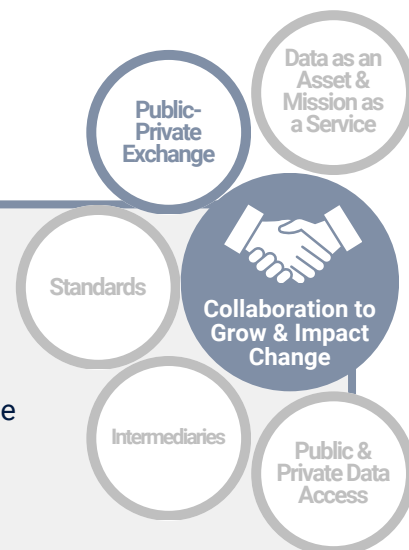 Data as an
Asset &
Mission as
a Service
Public-
Private
Exchange
Standards
Collaboration to
Grow & Impact
Change
e
Intermediaries
Public &
Private Data
Access